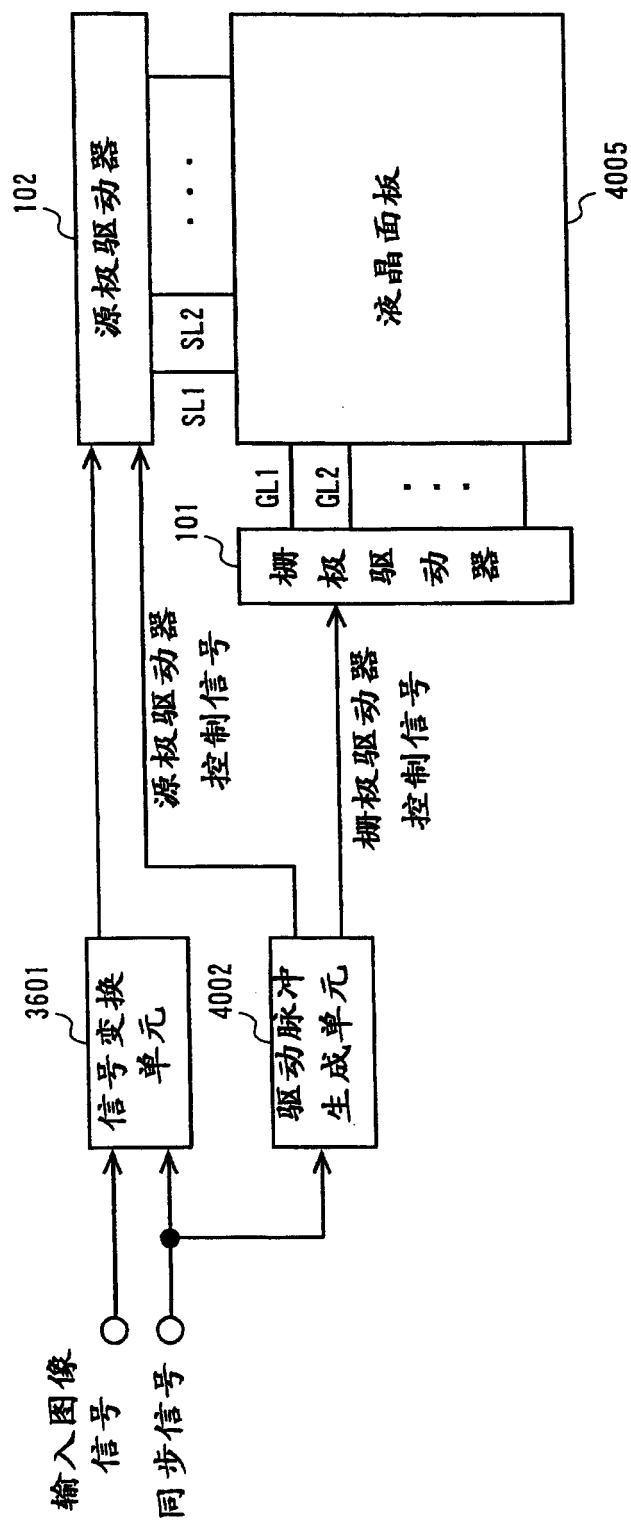 输入图像
信号
同步信号
3601
信号变换
单元
4002
驱动脉冲
生成单元
源极驱动器
控制信号
栅极驱动器
控制信号
102
源极驱动器
SL1
SL2
...
101
栅极驱动器
GL1
GL2
...
液晶面板
4005